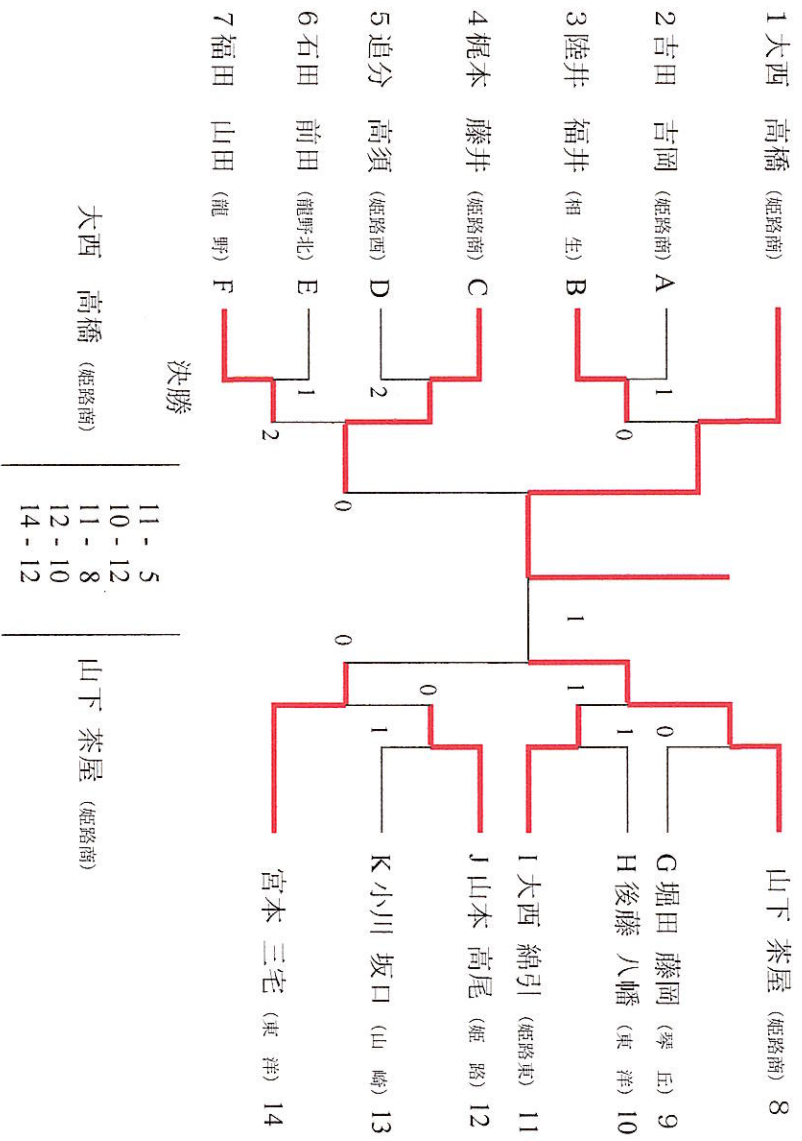 1 大西 高橋 (姫路商)
2 吉田 吉岡 (姫路商) A
3 陸井 福井 (相 生) B
4 梶本 藤井 (姫路商) C
5 追分 高須 (姫路西) D
6 石田 前田 (龍野北) E
7 福田 山田 (龍 野) F
1
0
2
1
2
0
1
0
1
1
0
0
1
山下 茶屋 (姫路商) 8
G 堀田 藤岡 (琴 丘) 9
H 後藤 八幡 (東 洋) 10
I 大西 綿引 (姫路東) 11
J 山本 高尾 (姫 路) 12
K 小川 坂口 (山 崎) 13
宮本 三宅 (東 洋) 14
決勝
大西 高橋 (姫路商)
11 - 5
10 - 12
11 - 8
12 - 10
14 - 12
山下 茶屋 (姫路商)